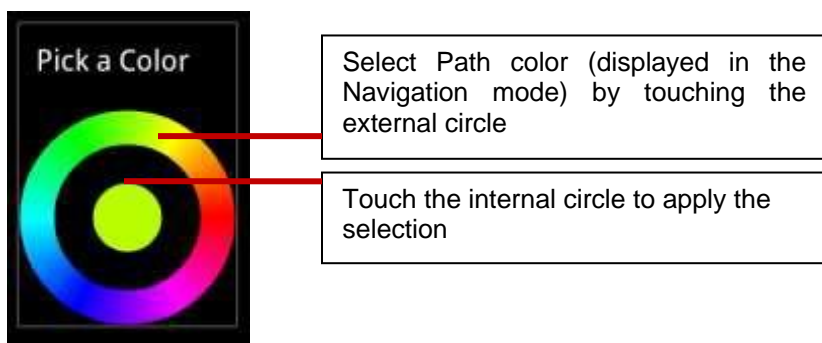 Pick a Color
Select Path color (displayed in the
Navigation mode) by touching the
external circle
Touch the internal circle to apply the
selection